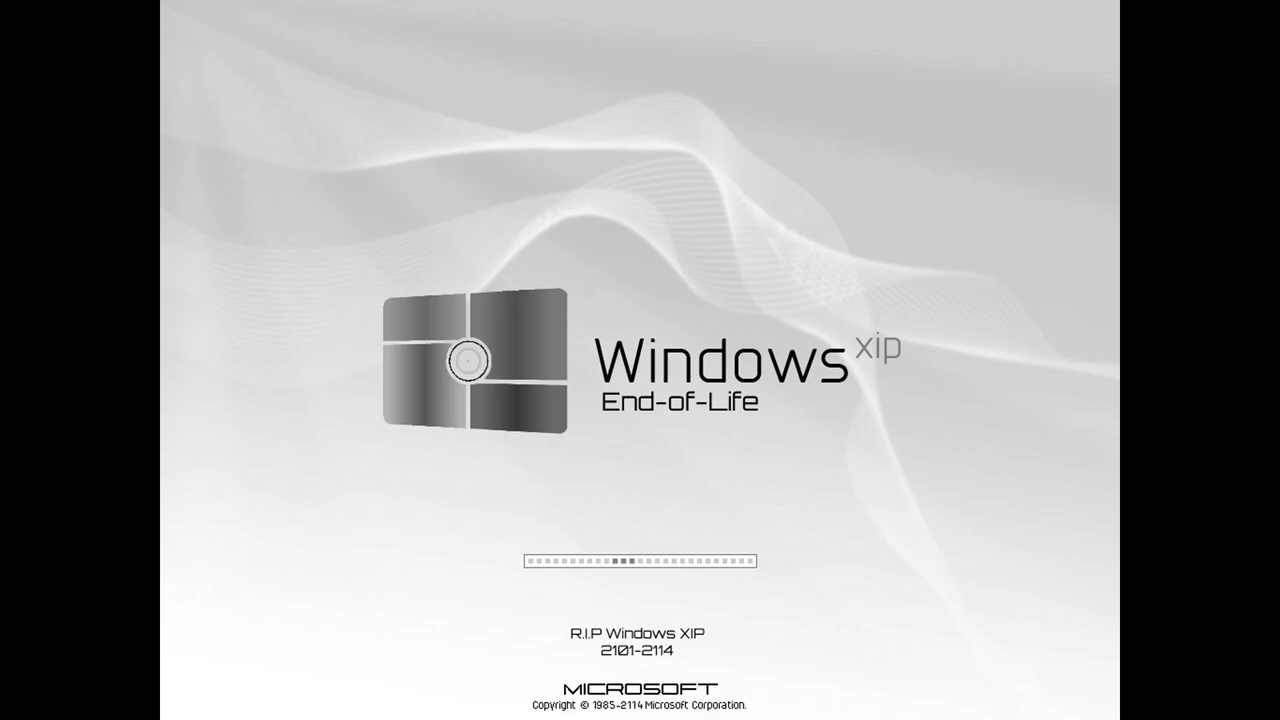 Windows xip
End-of-Life
R.I.P Windows XIP
2101-2114
MICROSOFT
Copyright © 1985-2114 Microsoft Corporation.